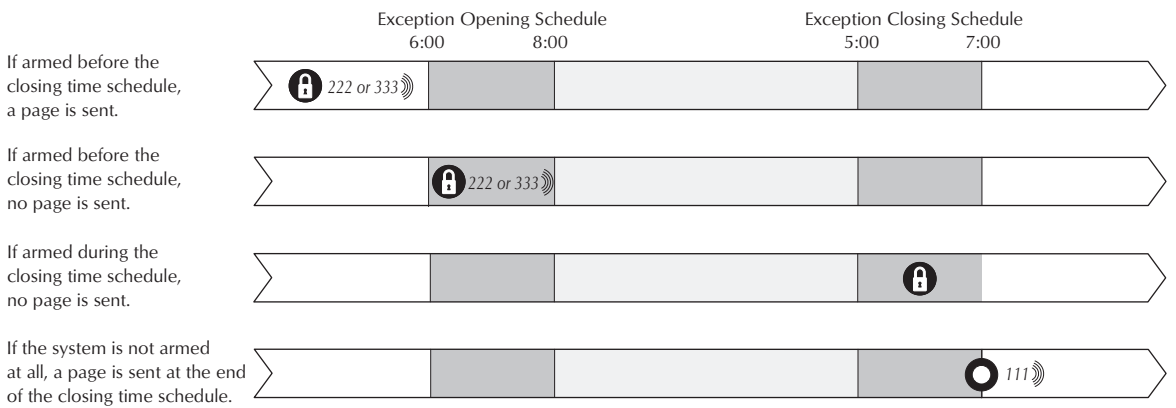 Exception Opening Schedule
Exception Closing Schedule
6:00
8:00
5:00
7:00
If armed before the
closing time schedule,
a page is sent.
222 or 333
If armed before the
closing time schedule,
no page is sent.
222 or 333
If armed during the
closing time schedule,
no page is sent.
If the system is not armed
at all, a page is sent at the end
of the closing time schedule.
111